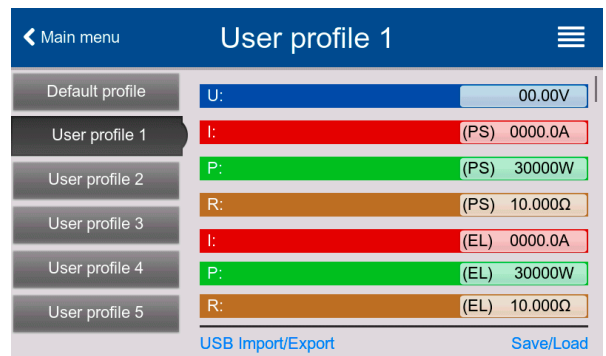 Main menu
User profile 1
Default profile
User profile 1
User profile 2
User profile 3
User profile 4
User profile 5
U: 00.00V
I: (PS) 0000.0A
P: (PS) 30000W
R: (PS) 10.000Ω
I: (EL) 0000.0A
P: (EL) 30000W
R: (EL) 10.000Ω
USB Import/Export
Save/Load